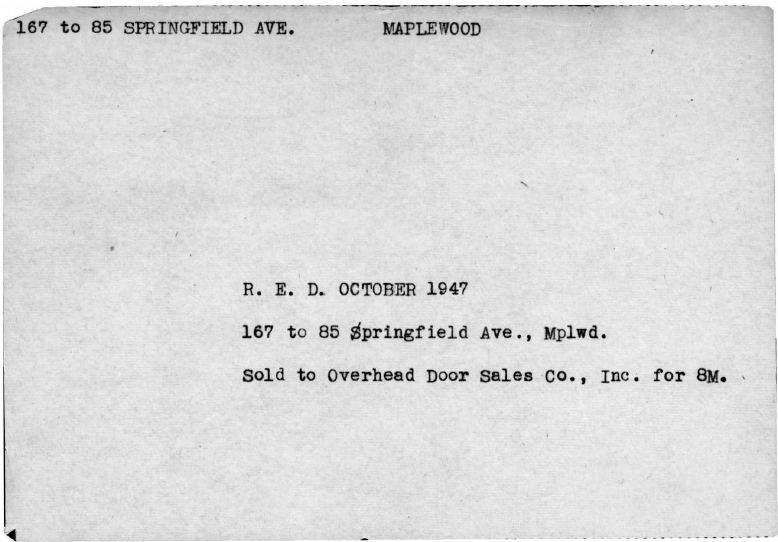 167 to 85 SPRINGFIELD AVE. MAPLEWOOD
R. E. D. OCTOBER 1947
167 to 85 Springfield Ave., Mplwd.
Sold to Overhead Door Sales Co., Inc. for 8M.